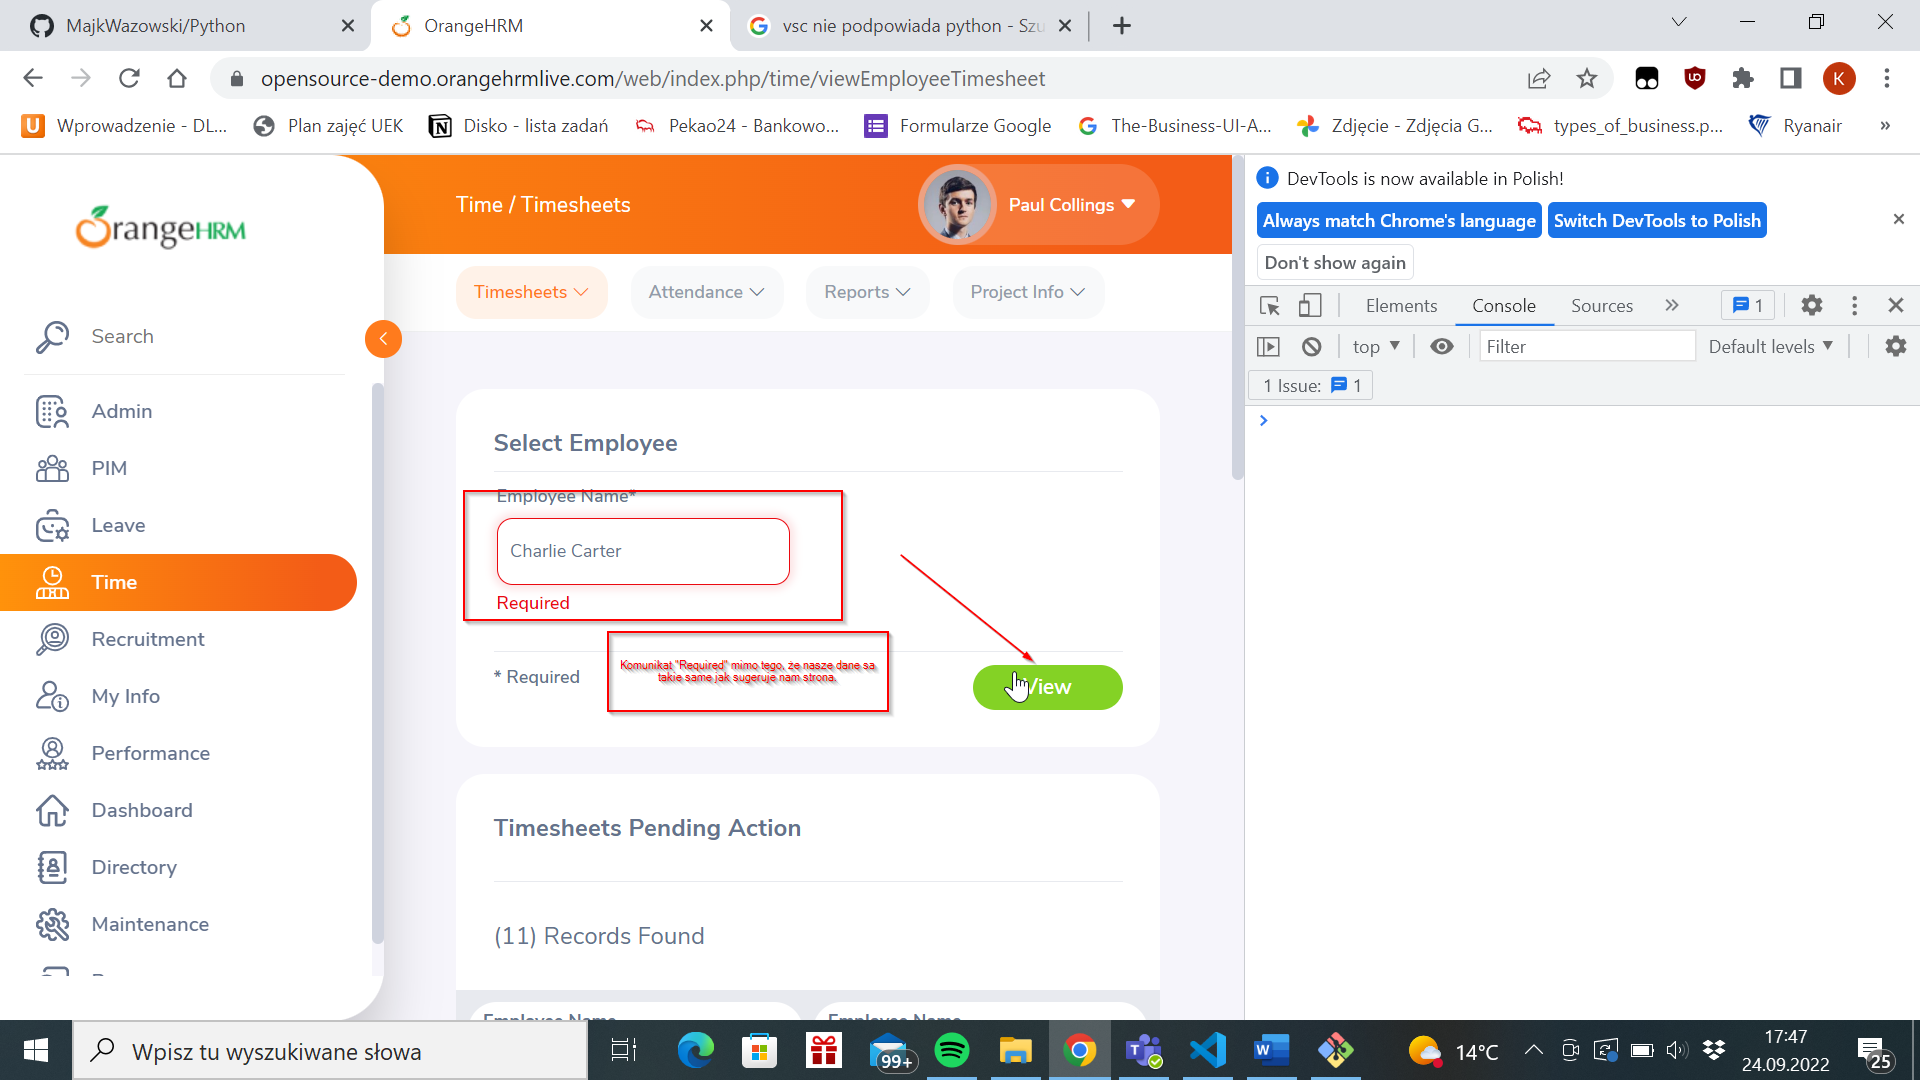 MajkWazowski/Python
OrangeHRM
vsc nie podpowiada python - Szu
opensource-demo.orangehrmlive.com/web/index.php/time/viewEmployeeTimesheet
K
Wprowadzenie - DL...
Plan zajęć UEK
Disko - lista zadań
Pekao24 - Bankowo...
Formularze Google
The-Business-UI-A...
Zdjęcie - Zdjęcia G...
types_of_business.p...
Ryanair
»
OrangeHRM
Search
Admin
PIM
Leave
Time
Recruitment
My Info
Performance
Dashboard
Directory
Maintenance
Time / Timesheets
Paul Collings
Timesheets
Attendance
Reports
Project Info
Select Employee
Employee Name*
Charlie Carter
Required
* Required
Komunikat "Required" mimo tego, że nasze dane sa
takie same jak sugeruje nam strona.
View
Timesheets Pending Action
(11) Records Found
Employee Name
Employee Name
DevTools is now available in Polish!
Always match Chrome's language
Switch DevTools to Polish
Don't show again
Elements
Console
Sources
»
1
top
Filter
Default levels
1 Issue:
1
Wpisz tu wyszukiwane słowa
99+
14°C
17:47
24.09.2022
25